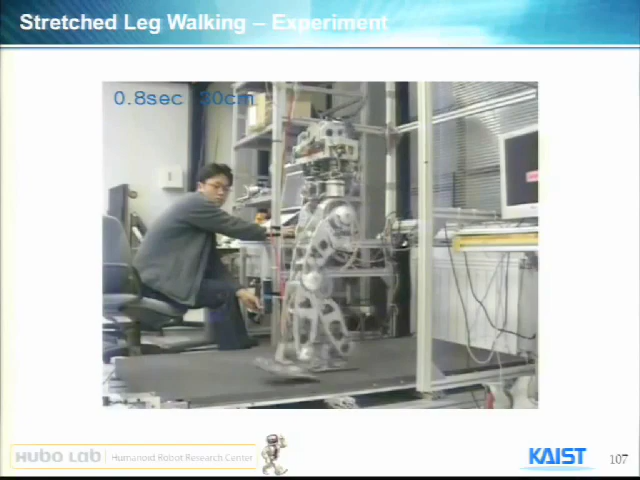 Stretched Leg Walking – Experiment
0.8sec 30cm
HUBO LAB Humanoid Robot Research Center
KAIST
107